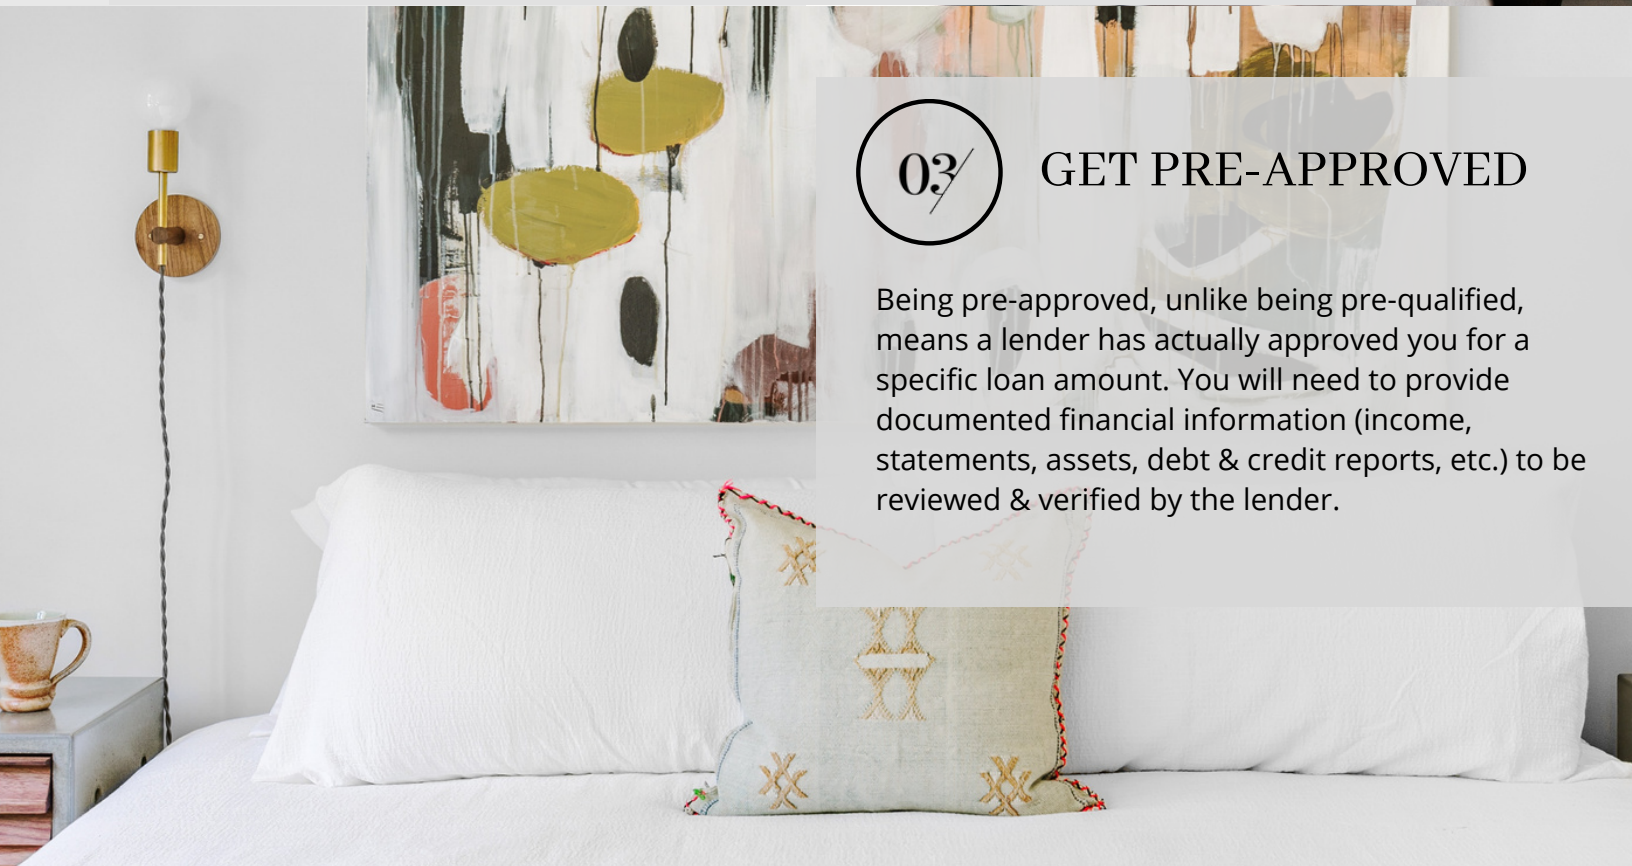 03
GET PRE-APPROVED
Being pre-approved, unlike being pre-qualified,
means a lender has actually approved you for a
specific loan amount. You will need to provide
documented financial information (income,
statements, assets, debt & credit reports, etc.) to be
reviewed & verified by the lender.